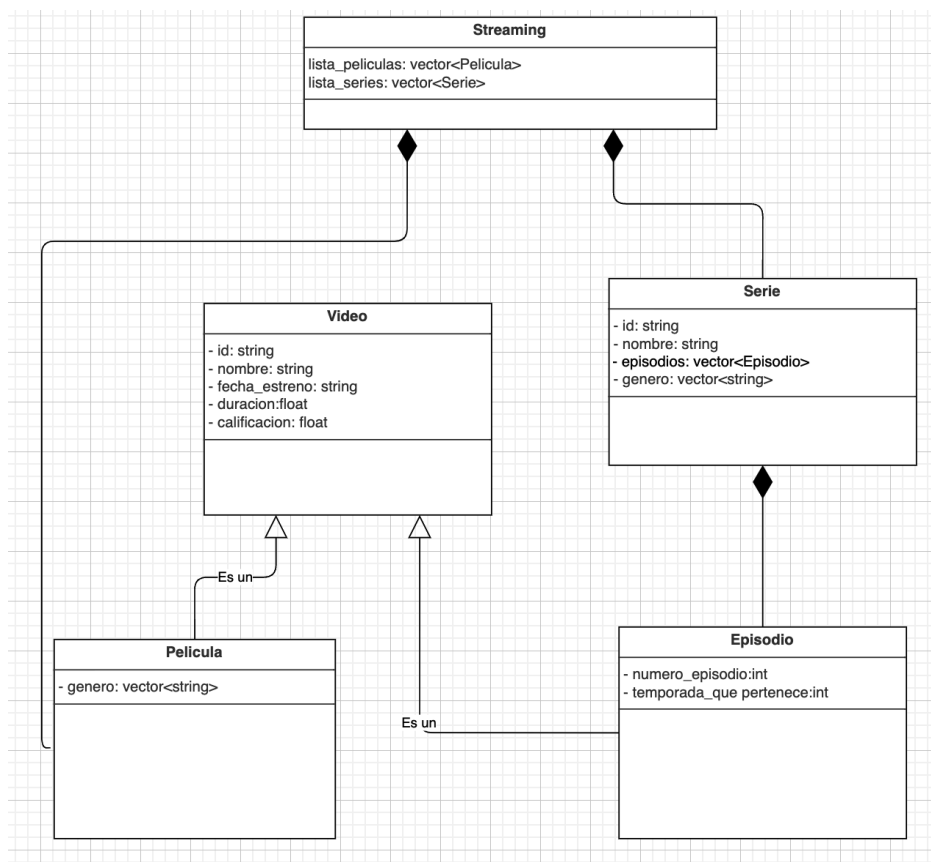 Streaming
lista_peliculas: vector<Pelicula>
lista_series: vector<Serie>
Serie
- id: string
- nombre: string
- episodios: vector<Episodio>
- genero: vector<string>
Video
- id: string
- nombre: string
- fecha_estreno: string
- duracion:float
- calificacion: float
Es un
Pelicula
- genero: vector<string>
Es un
Episodio
- numero_episodio:int
- temporada_que pertenece:int